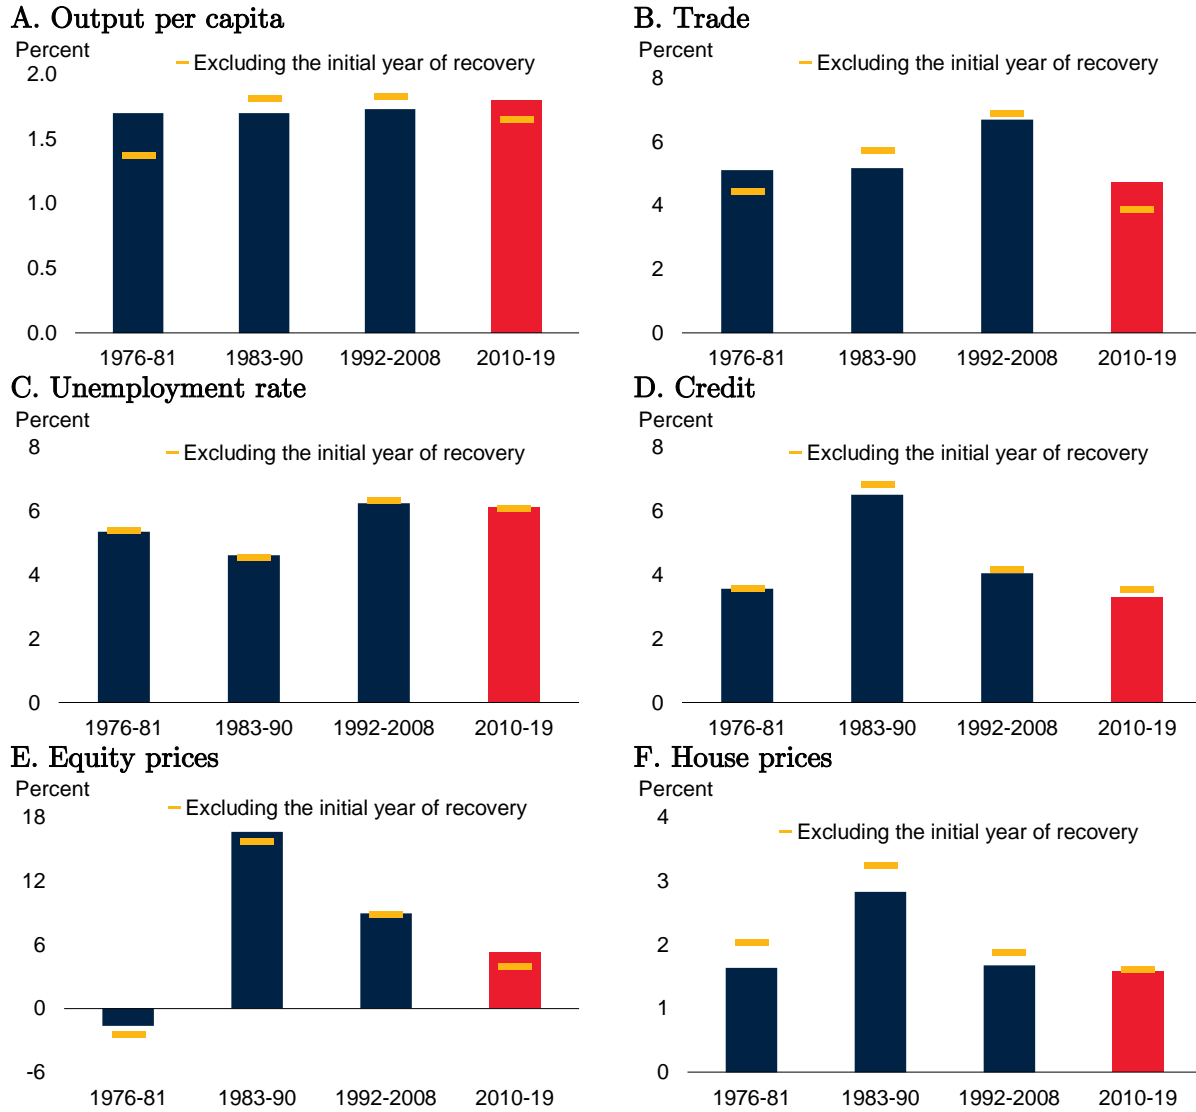 A. Output per capita
Percent
Excluding the initial year of recovery
2.0
1.5
1.0
0.5
0.0
1976-81 1983-90 1992-2008 2010-19
B. Trade
Percent
Excluding the initial year of recovery
8
6
4
2
0
1976-81 1983-90 1992-2008 2010-19
C. Unemployment rate
Percent
Excluding the initial year of recovery
8
6
4
2
0
1976-81 1983-90 1992-2008 2010-19
D. Credit
Percent
Excluding the initial year of recovery
8
6
4
2
0
1976-81 1983-90 1992-2008 2010-19
E. Equity prices
Percent
Excluding the initial year of recovery
18
12
6
0
-6
1976-81 1983-90 1992-2008 2010-19
F. House prices
Percent
Excluding the initial year of recovery
4
3
2
1
0
1976-81 1983-90 1992-2008 2010-19